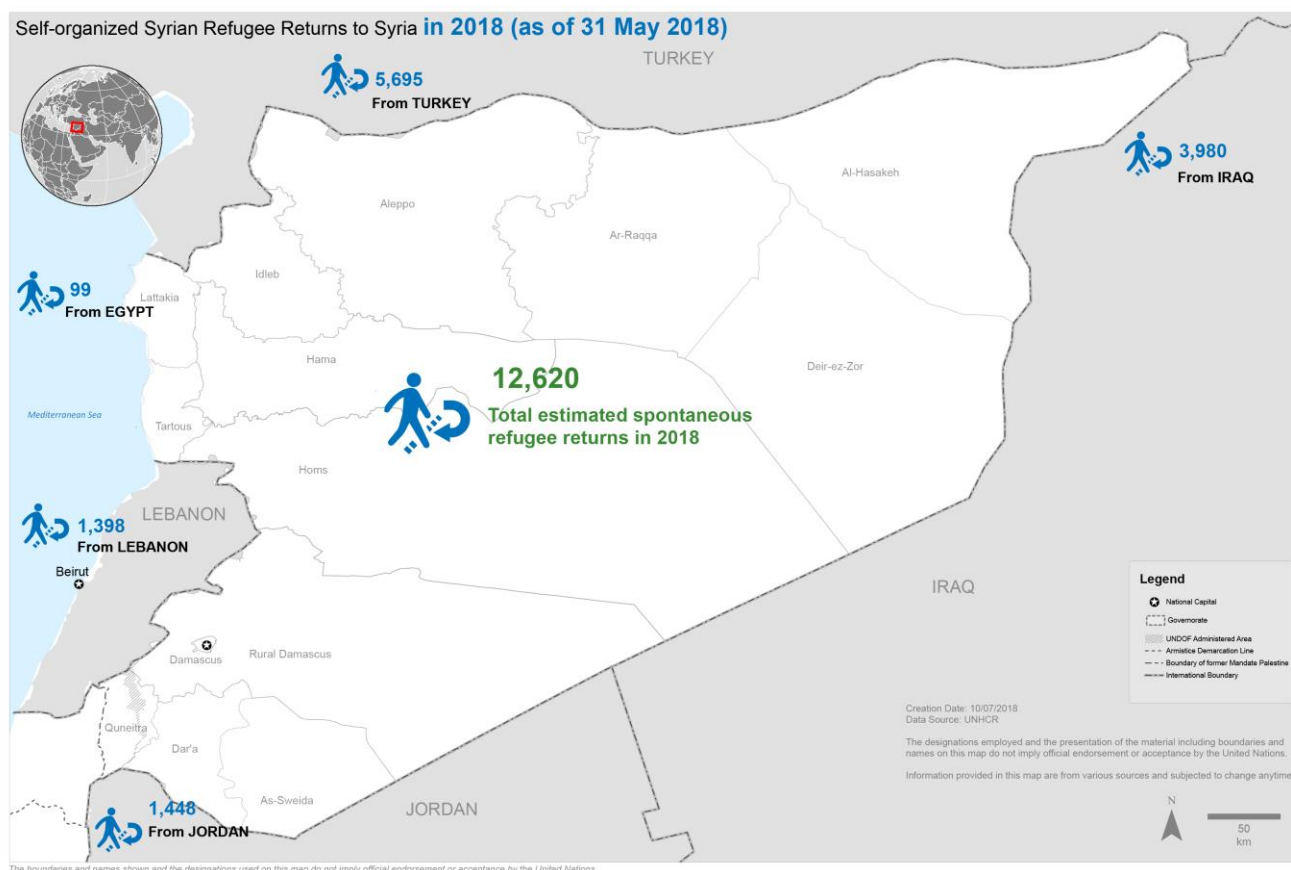 Self-organized Syrian Refugee Returns to Syria in 2018 (as of 31 May 2018)
TURKEY
5,695
From TURKEY
3,980
From IRAQ
Al-Hasakeh
Aleppo
Ar-Raqqa
Idleb
99
From EGYPT
Lattakia
Hama
Deir-ez-Zor
12,620
Total estimated spontaneous
refugee returns in 2018
Mediterranean Sea
Tartous
Homs
LEBANON
1,398
From LEBANON
Beirut
IRAQ
Legend
National Capital
Governorate
UNDOF Administered Area
Armistice Demarcation Line
Boundary of former Mandate Palestine
International Boundary
Damascus
Rural Damascus
Quneitra
Dar'a
As-Sweida
JORDAN
1,448
From JORDAN
Creation Date: 10/07/2018
Data Source: UNHCR
The designations employed and the presentation of the material including boundaries and
names on this map do not imply official endorsement or acceptance by the United Nations.
Information provided in this map are from various sources and subjected to change anytime
N
50
km
The boundaries and names shown and the designations used on this map do not imply official endorsement or acceptance by the United Nations.